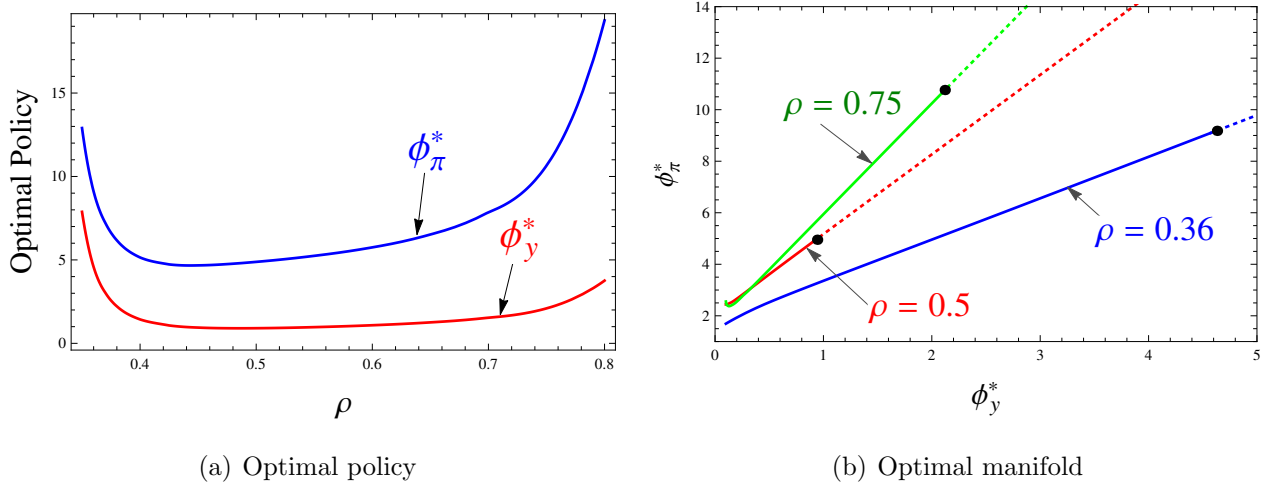 Optimal Policy
15
10
5
0
0.4
0.5
0.6
0.7
0.8
ρ
ϕ*π
ϕ*y
(a) Optimal policy
ϕ*π
14
12
10
8
6
4
2
0
1
2
3
4
5
ϕ*y
ρ = 0.75
ρ = 0.5
ρ = 0.36
(b) Optimal manifold